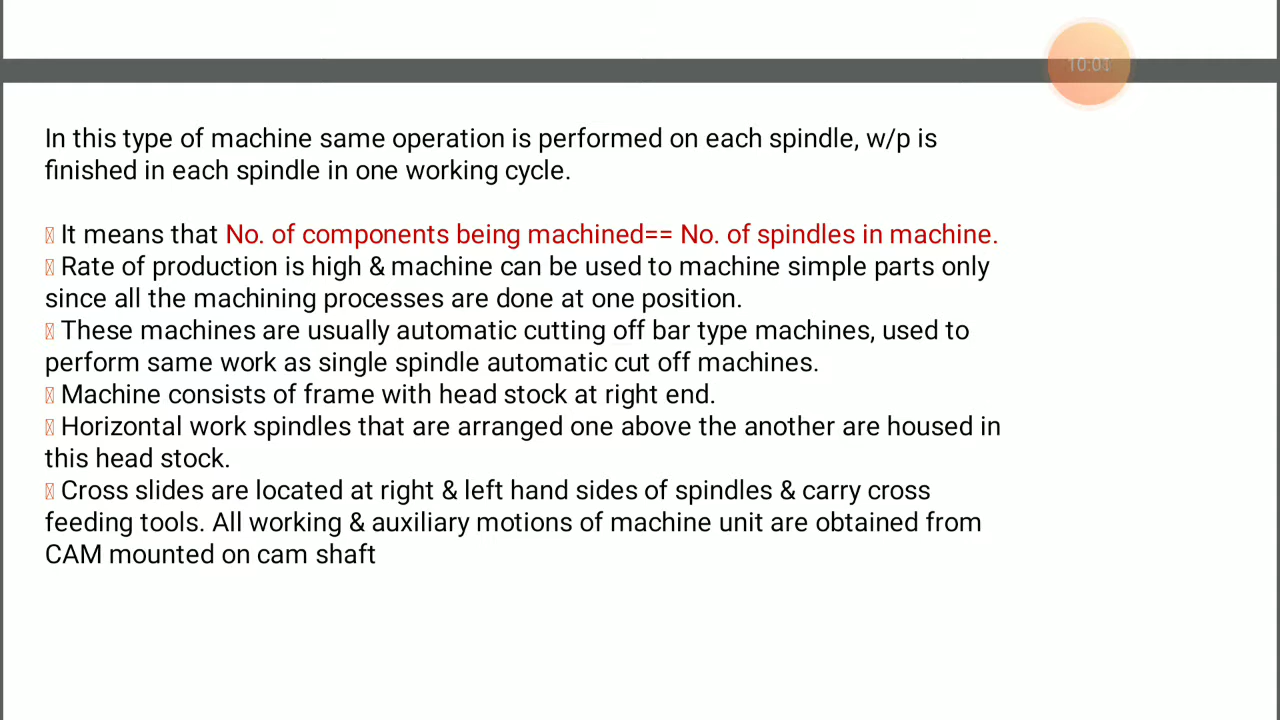 10:01
In this type of machine same operation is performed on each spindle, w/p is
finished in each spindle in one working cycle.
It means that No. of components being machined== No. of spindles in machine.
Rate of production is high & machine can be used to machine simple parts only
since all the machining processes are done at one position.
These machines are usually automatic cutting off bar type machines, used to
perform same work as single spindle automatic cut off machines.
Machine consists of frame with head stock at right end.
Horizontal work spindles that are arranged one above the another are housed in
this head stock.
Cross slides are located at right & left hand sides of spindles & carry cross
feeding tools. All working & auxiliary motions of machine unit are obtained from
CAM mounted on cam shaft